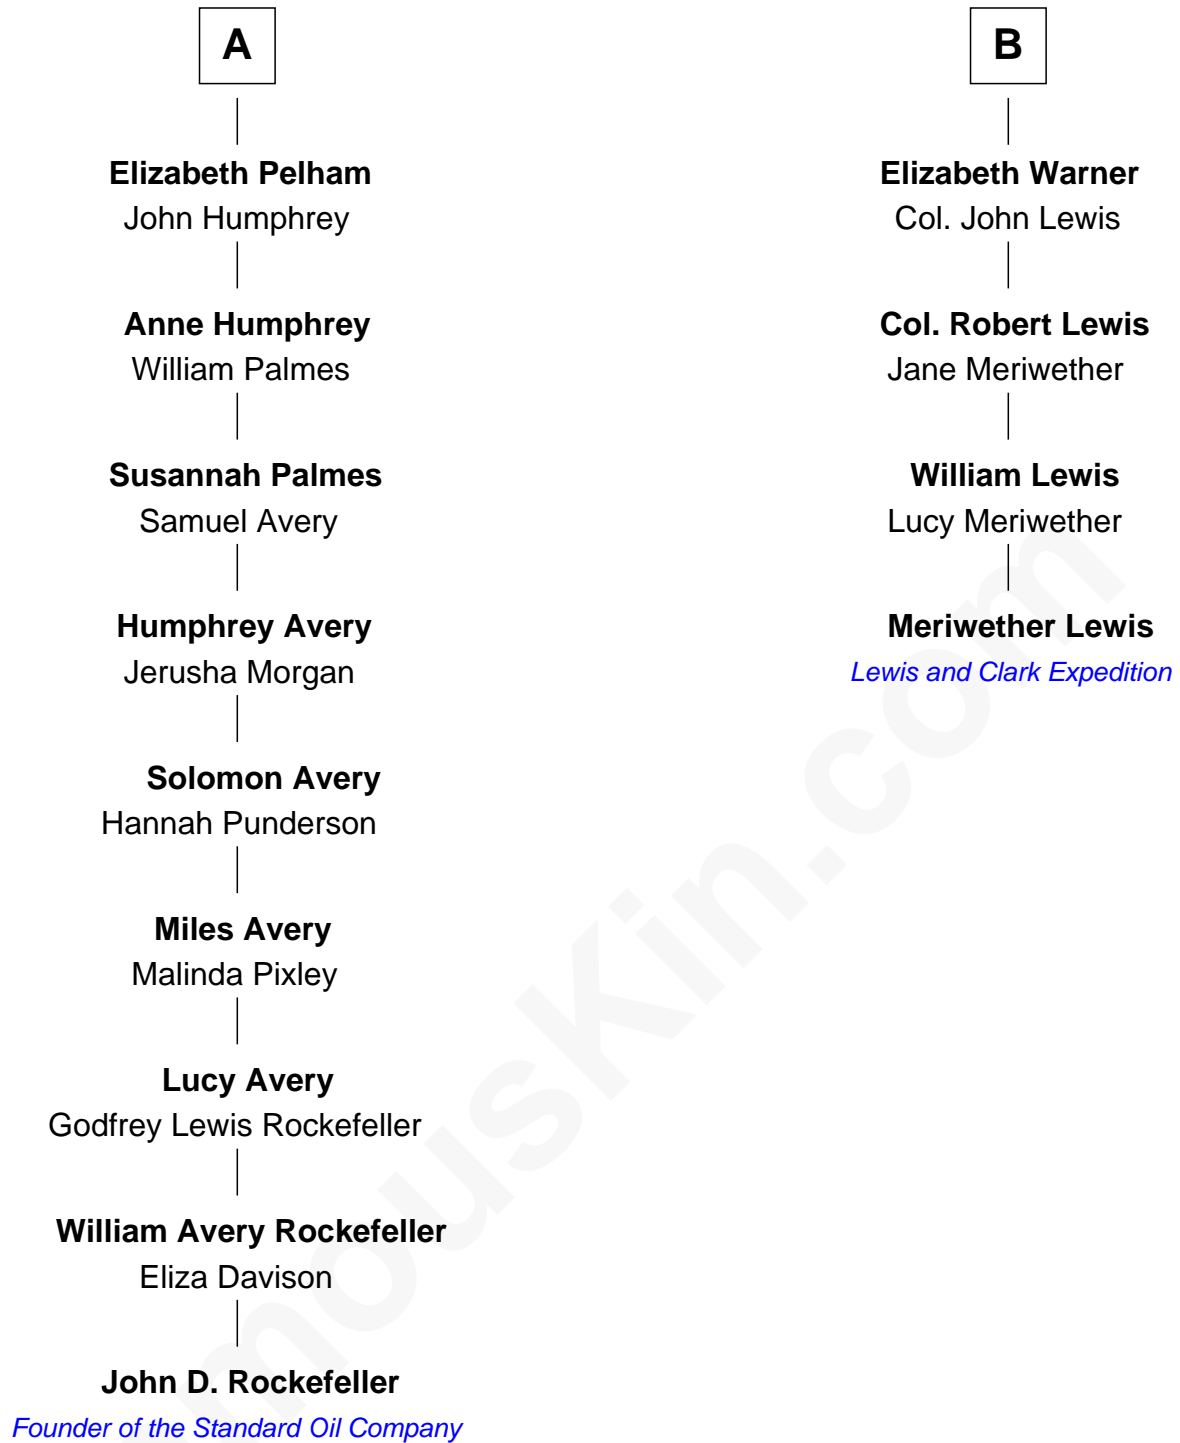 A
Elizabeth Pelham
John Humphrey
Anne Humphrey
William Palmes
Susannah Palmes
Samuel Avery
Humphrey Avery
Jerusha Morgan
Solomon Avery
Hannah Punderson
Miles Avery
Malinda Pixley
Lucy Avery
Godfrey Lewis Rockefeller
William Avery Rockefeller
Eliza Davison
John D. Rockefeller
Founder of the Standard Oil Company
B
Elizabeth Warner
Col. John Lewis
Col. Robert Lewis
Jane Meriwether
William Lewis
Lucy Meriwether
Meriwether Lewis
Lewis and Clark Expedition
mouskin.com